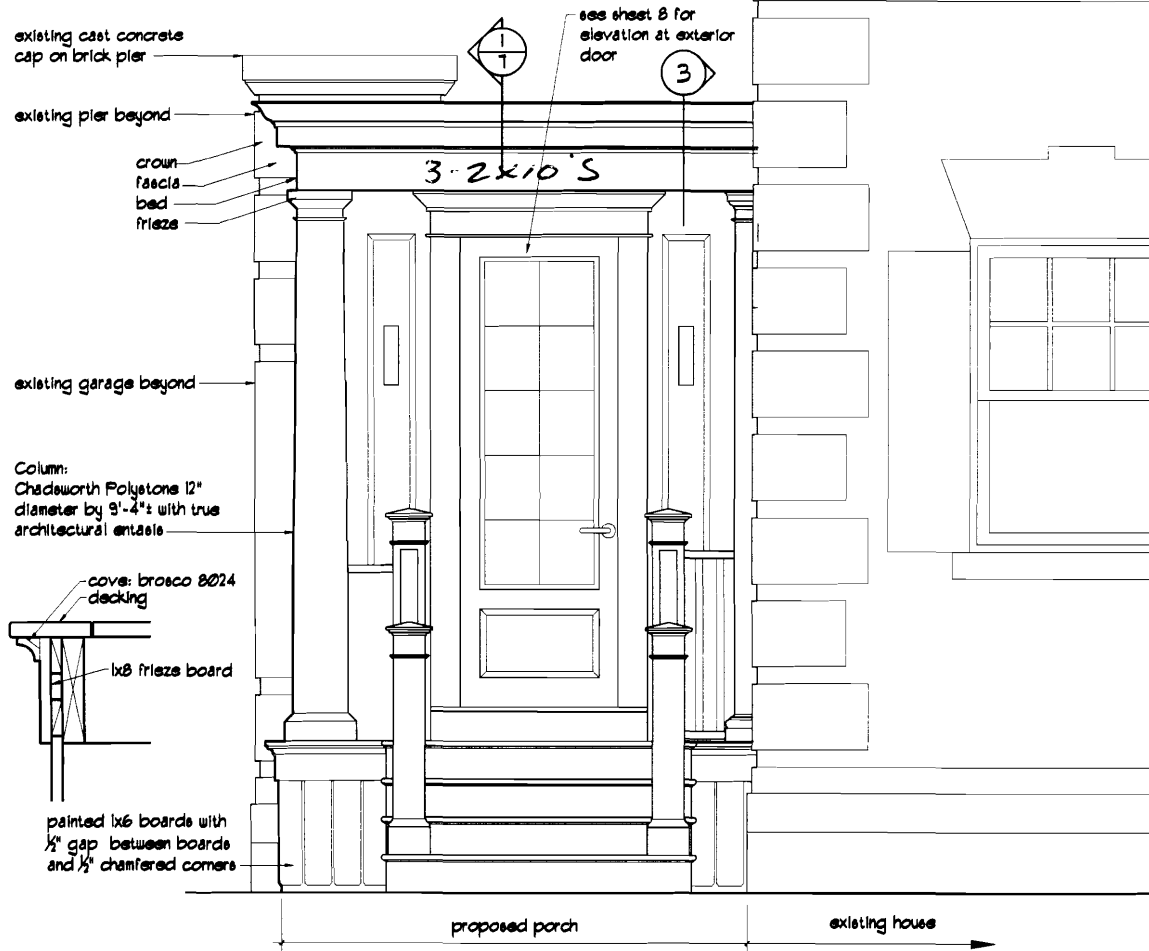 existing cast concrete
cap on brick pier
see sheet 8 for
elevation at exterior
door
1
7
3
existing pier beyond
crown
fascia
bed
frieze
3-2x10'S
existing garage beyond
Column:
Chadsworth Polystone 12"
diameter by 9'-4"± with true
architectural entasis
cove: brosco 8024
decking
1x8 frieze board
painted 1x6 boards with
½" gap between boards
and ½" chamfered corners
proposed porch
existing house